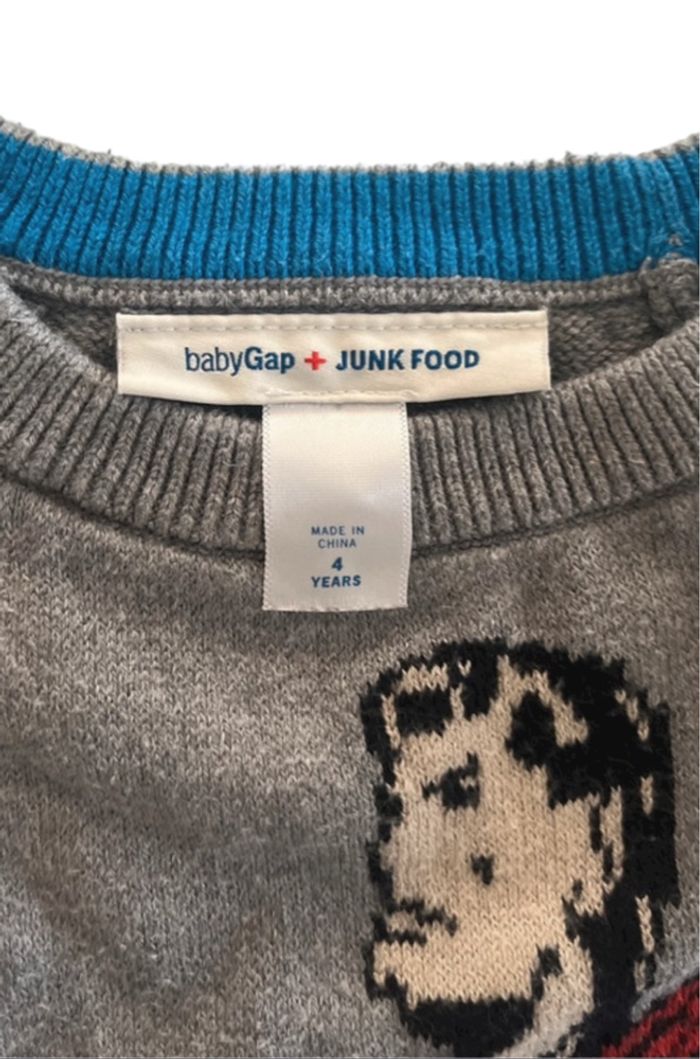 babyGap + JUNK FOOD
MADE IN
CHINA
4
YEARS